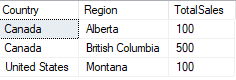 Country Region TotalSales
Canada Alberta 100
Canada British Columbia 500
United States Montana 100